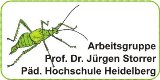 Arbeitsgruppe
Prof. Dr. Jürgen Storrer
Päd. Hochschule Heidelberg